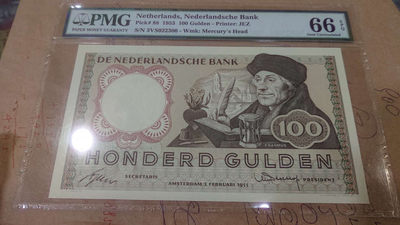 PMG
PAPER MONEY GUARANTY
Netherlands, Nederlandsche Bank
Pick# 88 1953 100 Gulden - Printer: JEZ
S/N 3VS022366 - Wmk: Mercury's Head
66 EPQ
Gem Uncirculated
DE NEDERLANDSCHE BANK
ERASMUS
100
HONDERD GULDEN
SECRETARIS
AMSTERDAM 2 FEBRUARI 1953
PRESIDENT